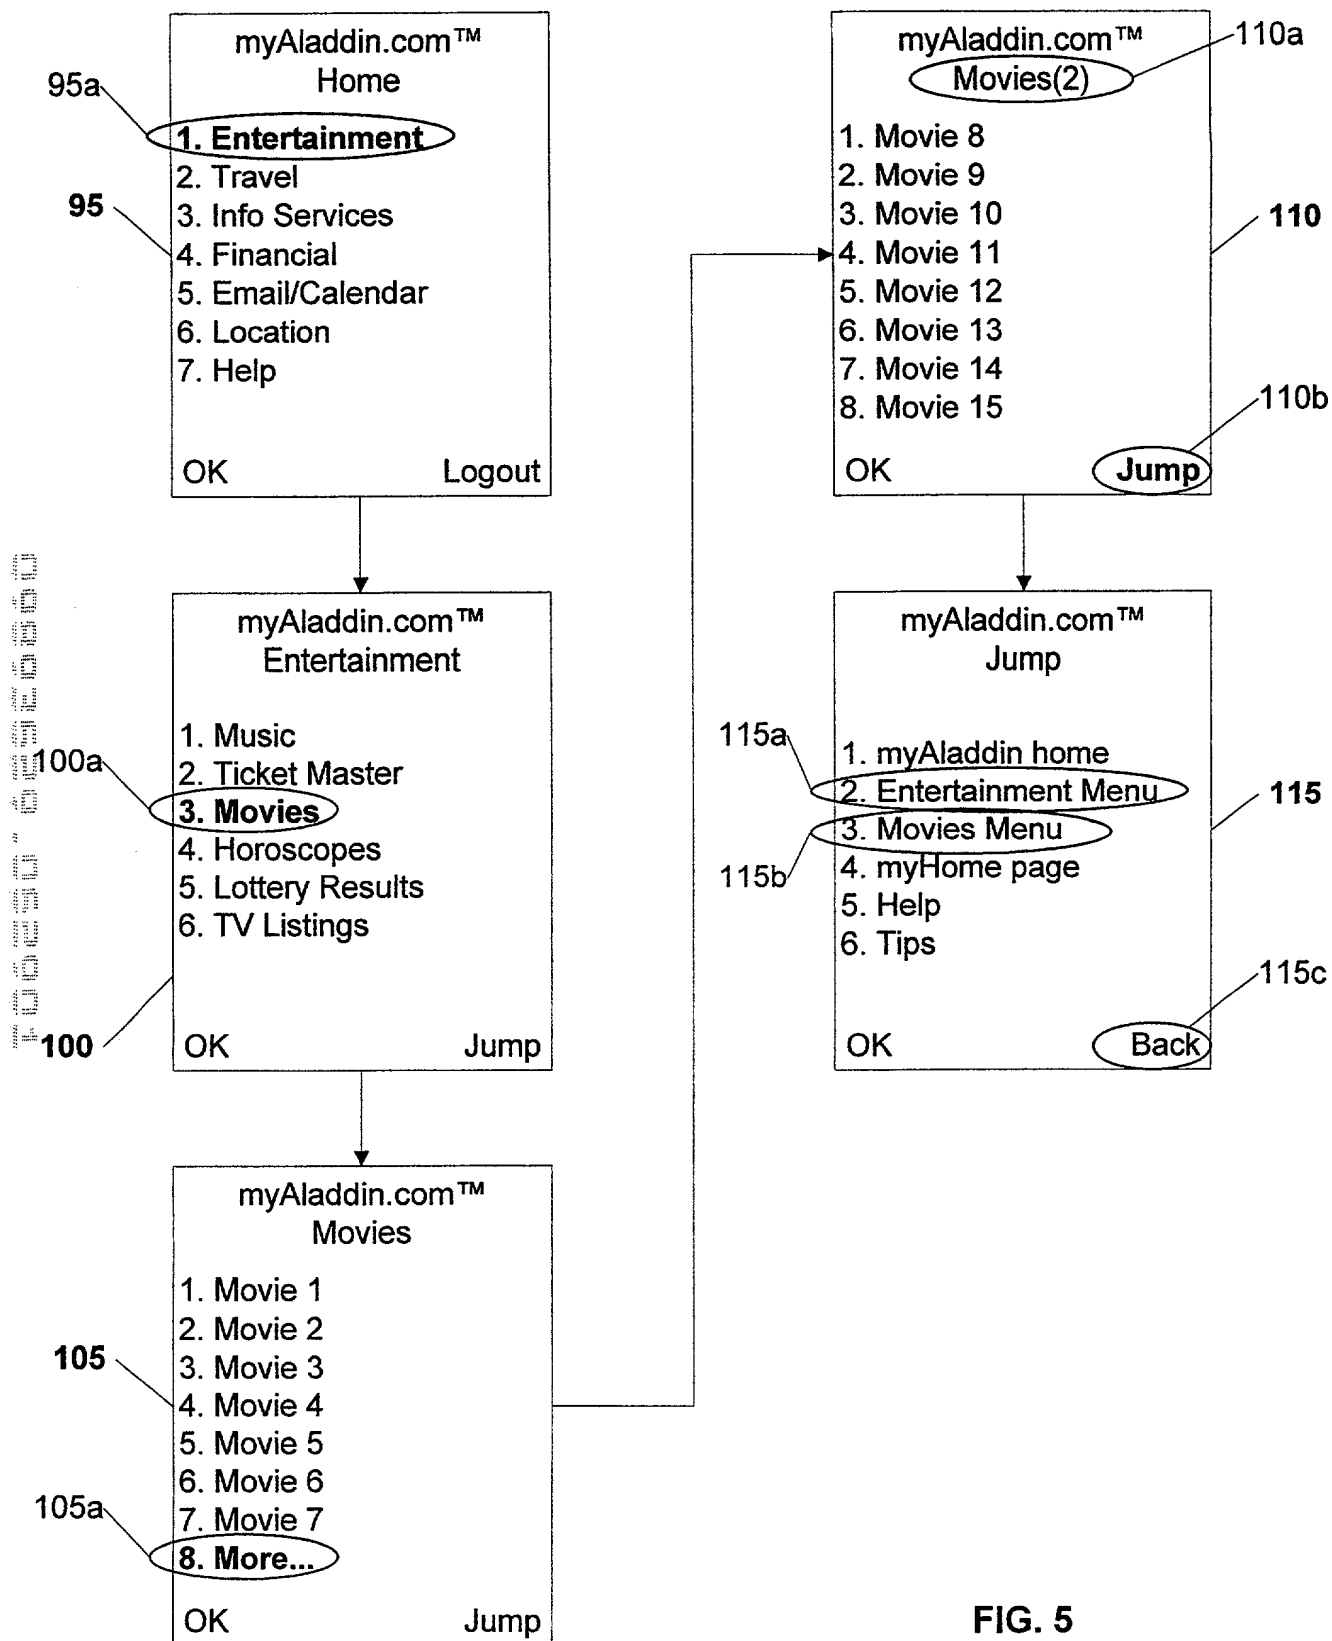 myAladdin.com™
Home
95a
1. Entertainment
2. Travel
95
3. Info Services
4. Financial
5. Email/Calendar
6. Location
7. Help
OK Logout
myAladdin.com™
Entertainment
1. Music
100a
2. Ticket Master
3. Movies
4. Horoscopes
5. Lottery Results
6. TV Listings
100
OK Jump
myAladdin.com™
Movies
1. Movie 1
2. Movie 2
105
3. Movie 3
4. Movie 4
5. Movie 5
6. Movie 6
105a
7. Movie 7
8. More...
OK Jump
myAladdin.com™
110a
Movies(2)
1. Movie 8
2. Movie 9
3. Movie 10
110
4. Movie 11
5. Movie 12
6. Movie 13
7. Movie 14
110b
8. Movie 15
OK Jump
myAladdin.com™
Jump
115a
1. myAladdin home
2. Entertainment Menu
115
3. Movies Menu
115b
4. myHome page
5. Help
6. Tips
115c
OK Back
FIG. 5